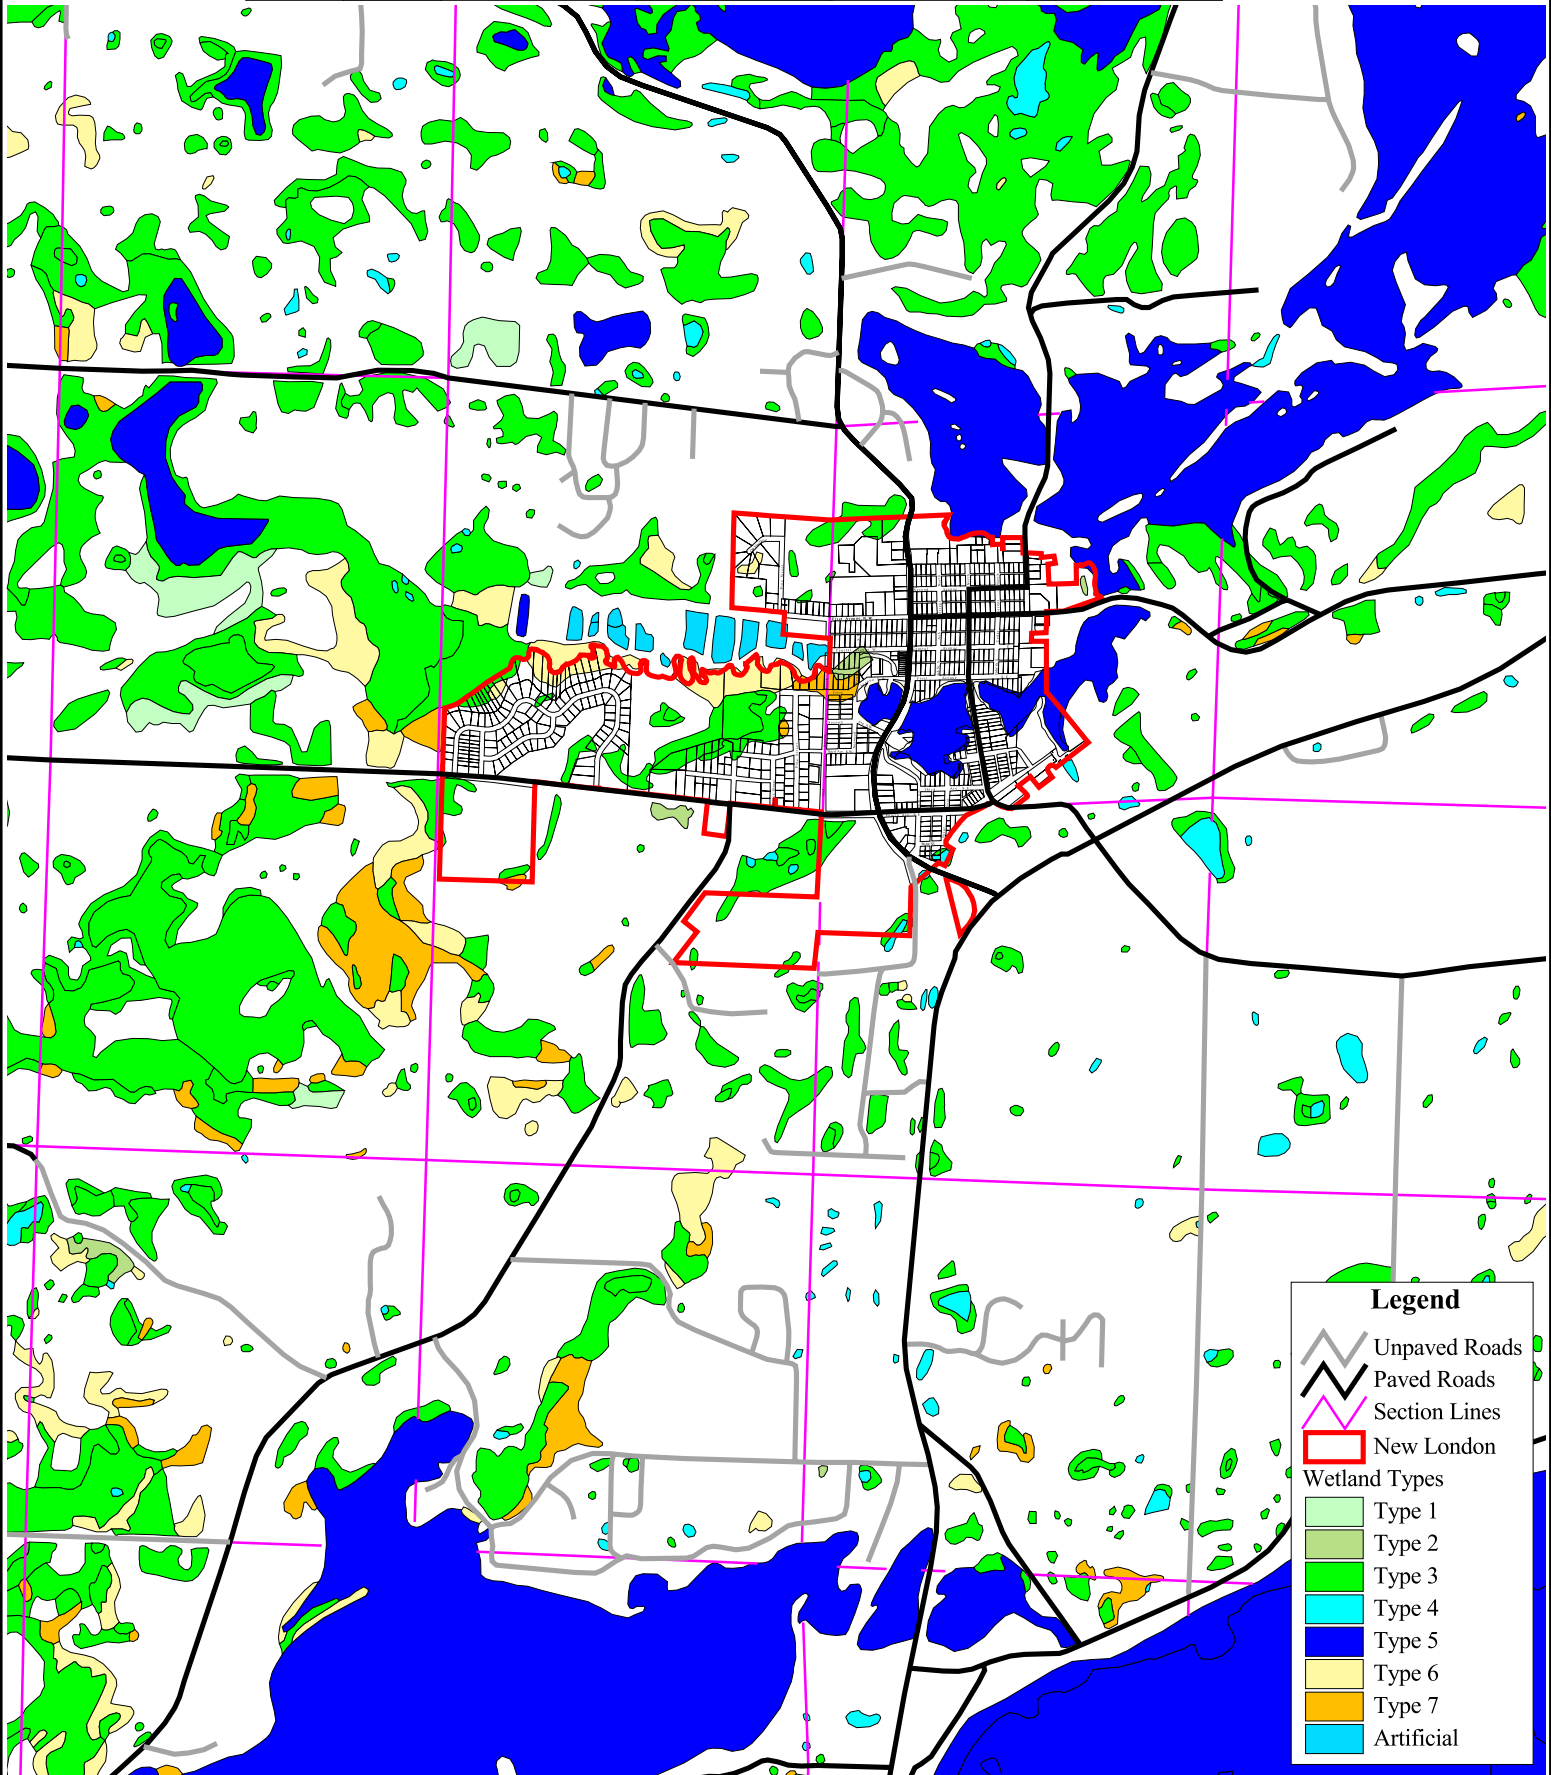 Legend
Unpaved Roads
Paved Roads
Section Lines
New London
Wetland Types
Type 1
Type 2
Type 3
Type 4
Type 5
Type 6
Type 7
Artificial